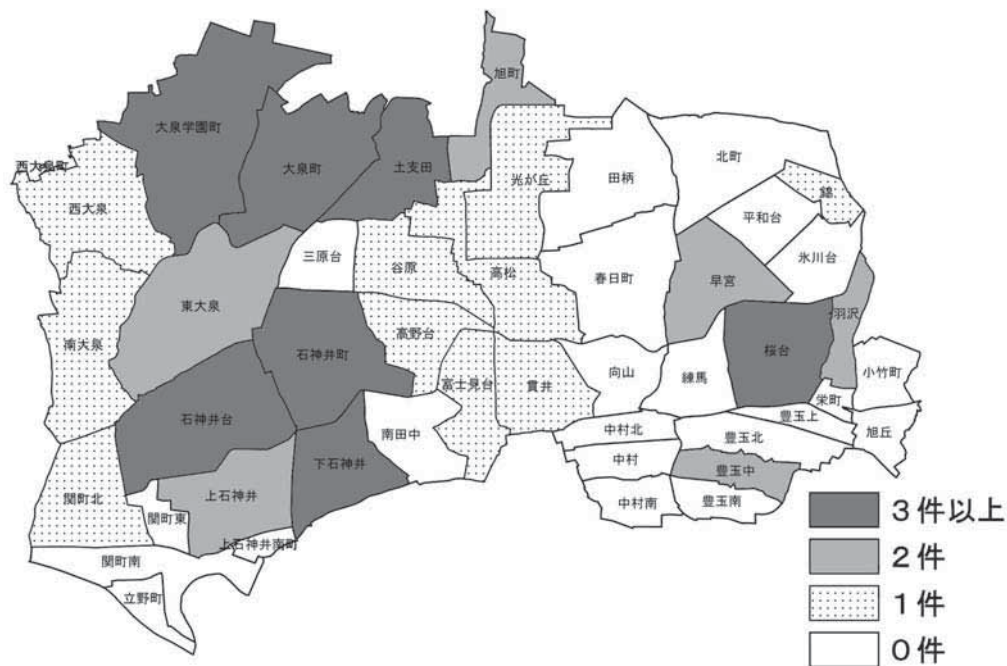 旭町
大泉学園町
大泉町
土支田
光が丘
田柄
北町
西大泉町
西大泉
錦
平和台
氷川台
三原台
谷原
高松
春日町
早宮
東大泉
羽沢
南大泉
高野台
石神井町
富士見台
貫井
向山
練馬
桜台
小竹町
栄町
石神井台
南田中
中村北
豊玉上
豊玉北
旭丘
下石神井
中村
豊玉中
関町北
上石神井
関町東
中村南
豊玉南
上石神井南町
関町南
立野町
3件以上
2件
1件
0件